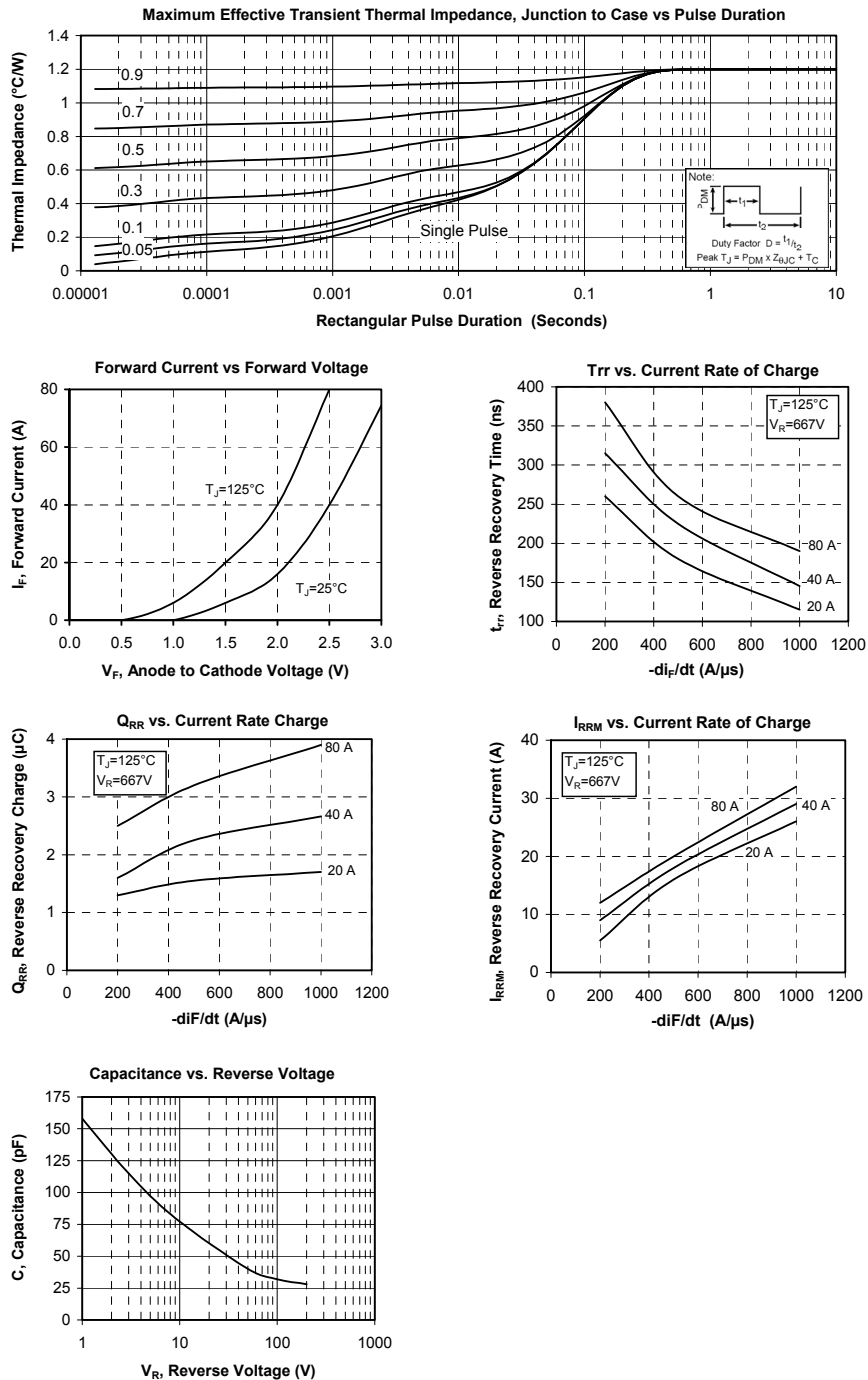 Maximum Effective Transient Thermal Impedance, Junction to Case vs Pulse Duration
Thermal Impedance (°C/W)
1.4
1.2
1
0.8
0.6
0.4
0.2
0
0.9
0.7
0.5
0.3
0.1
0.05
Single Pulse
Note:
PDM
t1
t2
Duty Factor D = t1/t2
Peak TJ = PDM x ZθJC + TC
0.00001
0.0001
0.001
0.01
0.1
1
10
Rectangular Pulse Duration (Seconds)
Forward Current vs Forward Voltage
IF, Forward Current (A)
80
60
40
20
0
TJ=125°C
TJ=25°C
0.0
0.5
1.0
1.5
2.0
2.5
3.0
VF, Anode to Cathode Voltage (V)
Trr vs. Current Rate of Charge
trr, Reverse Recovery Time (ns)
400
350
300
250
200
150
100
TJ=125°C
VR=667V
80 A
40 A
20 A
0
200
400
600
800
1000
1200
-diF/dt (A/µs)
QRR vs. Current Rate Charge
QRR, Reverse Recovery Charge (µC)
4
3
2
1
0
TJ=125°C
VR=667V
80 A
40 A
20 A
0
200
400
600
800
1000
1200
-diF/dt (A/µs)
IRRM vs. Current Rate of Charge
IRRM, Reverse Recovery Current (A)
40
30
20
10
0
TJ=125°C
VR=667V
80 A
40 A
20 A
0
200
400
600
800
1000
1200
-diF/dt (A/µs)
Capacitance vs. Reverse Voltage
C, Capacitance (pF)
175
150
125
100
75
50
25
0
1
10
100
1000
VR, Reverse Voltage (V)